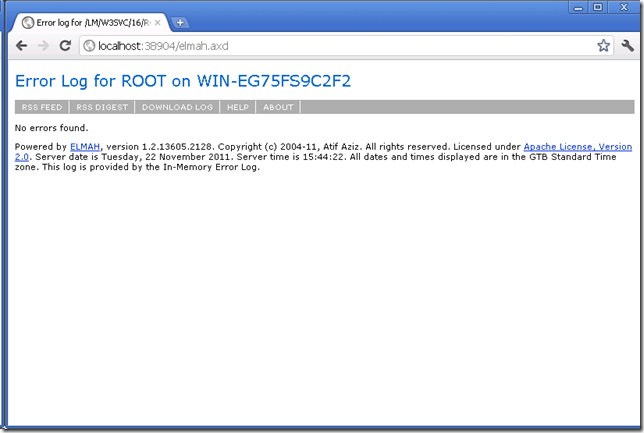 Error log for /LM/W3SVC/16/R
localhost:38904/elmah.axd
Error Log for ROOT on WIN-EG75FS9C2F2
RSS FEED RSS DIGEST DOWNLOAD LOG HELP ABOUT
No errors found.
Powered by ELMAH, version 1.2.13605.2128. Copyright (c) 2004-11, Atif Aziz. All rights reserved. Licensed under Apache License, Version
2.0. Server date is Tuesday, 22 November 2011. Server time is 15:44:22. All dates and times displayed are in the GTB Standard Time
zone. This log is provided by the In-Memory Error Log.